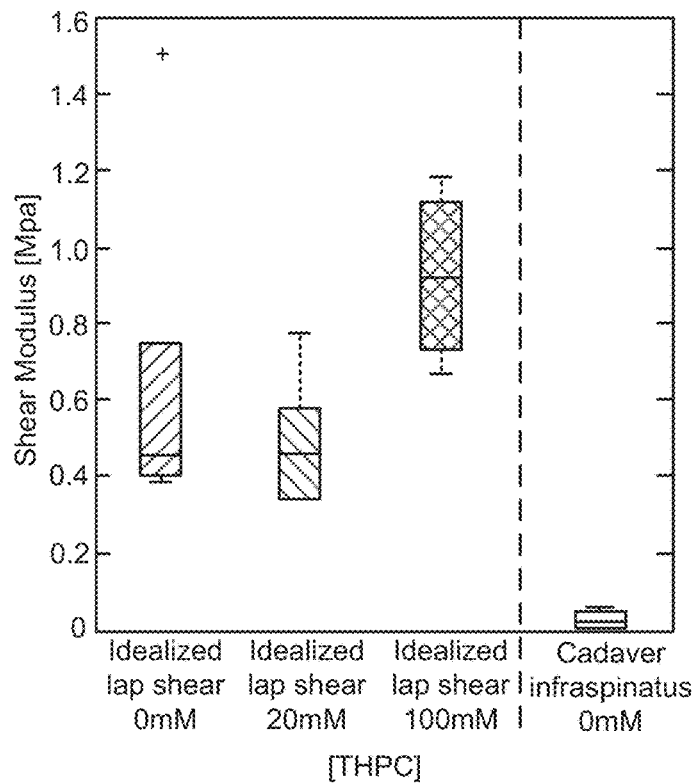 1.6
1.4
1.2
1.0
0.8
0.6
0.4
0.2
0
Shear Modulus [Mpa]
+
Idealized
lap shear
0mM
Idealized
lap shear
20mM
Idealized
lap shear
100mM
Cadaver
infraspinatus
0mM
[THPC]